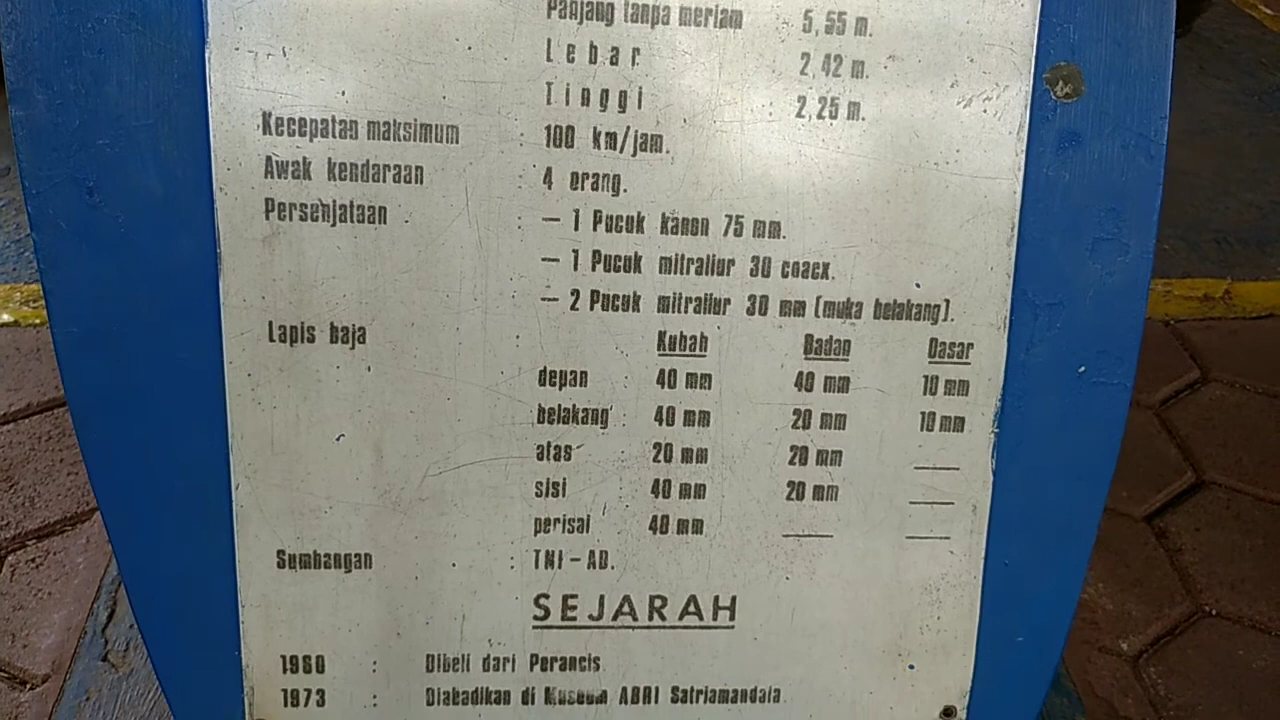 Panjang tanpa meriam 5,55 m.
Lebar 2,42 m.
Tinggi 2,25 m.
Kecepatan maksimum : 100 km/jam.
Awak kendaraan : 4 orang.
Persenjataan : — 1 Pucuk kanon 75 mm.
— 1 Pucuk mitraliur 30 coaex.
— 2 Pucuk mitraliur 30 mm (muka belakang).
Lapis baja : Kubah Badan Dasar
depan : 40 mm 40 mm 10 mm
belakang : 40 mm 20 mm 10 mm
atas 20 mm 20 mm —
sisi 40 mm 20 mm —
perisai 40 mm — —
Sumbangan : TNI-AD.
SEJARAH
1960 : Dibeli dari Perancis
1973 : Diabadikan di Museum ABRI Satriamandala.